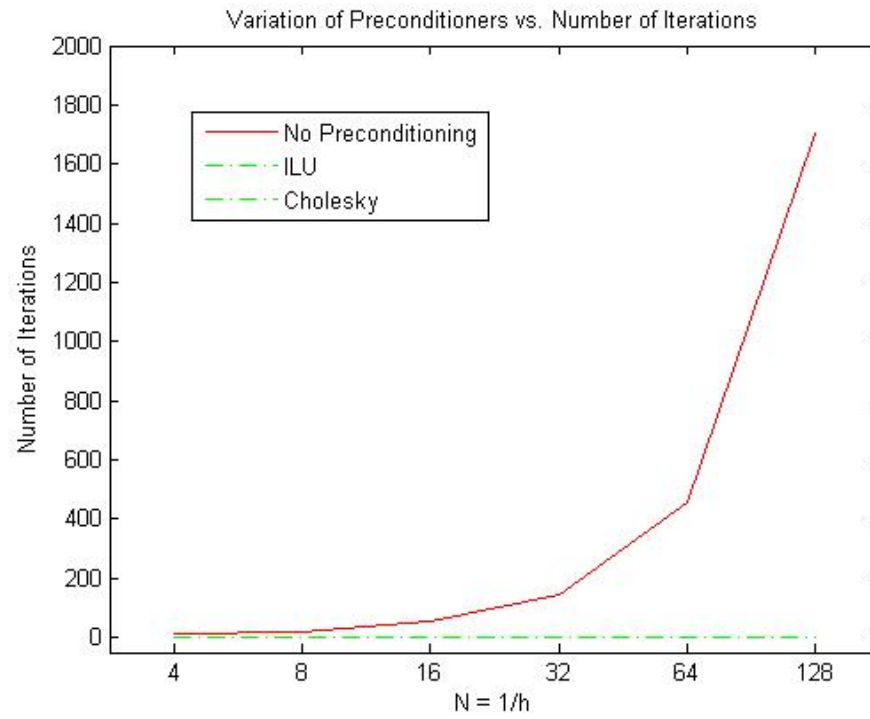 Variation of Preconditioners vs. Number of Iterations
2000
1800
1600
1400
1200
1000
800
600
400
200
0
Number of Iterations
No Preconditioning
ILU
Cholesky
4 8 16 32 64 128
N = 1/h